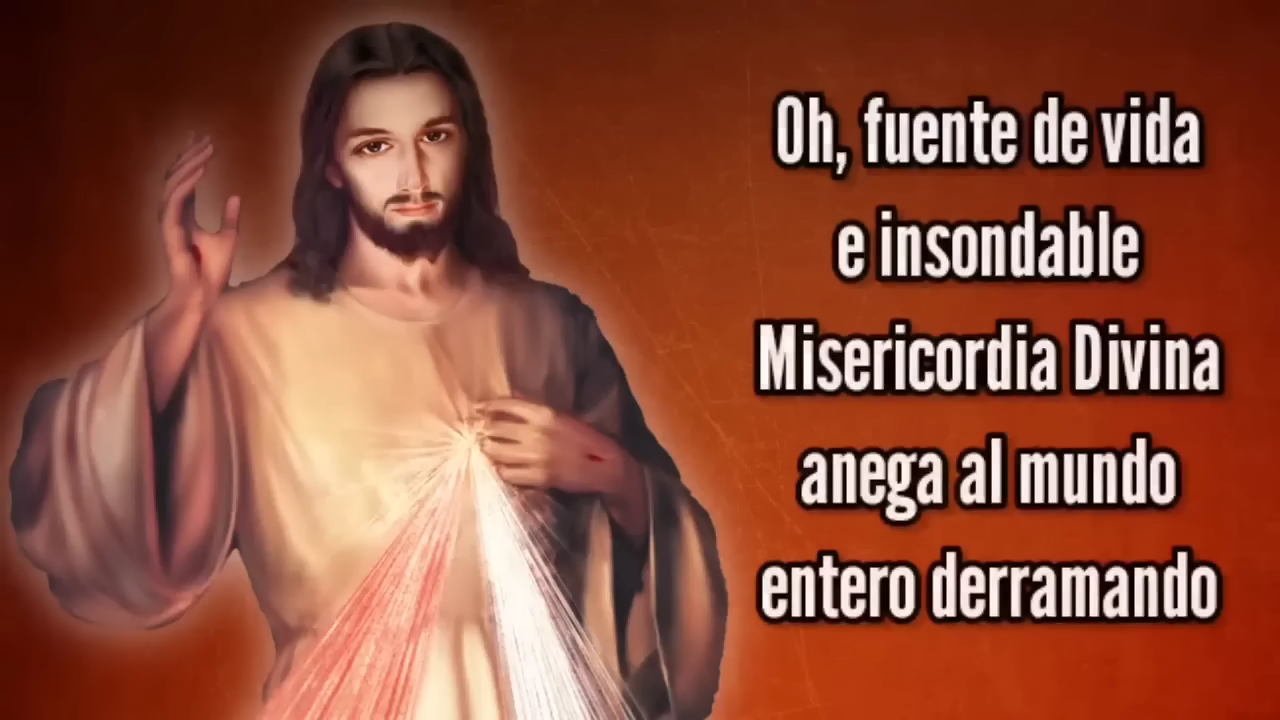 Oh, fuente de vida
e insondable
Misericordia Divina
anega al mundo
entero derramando